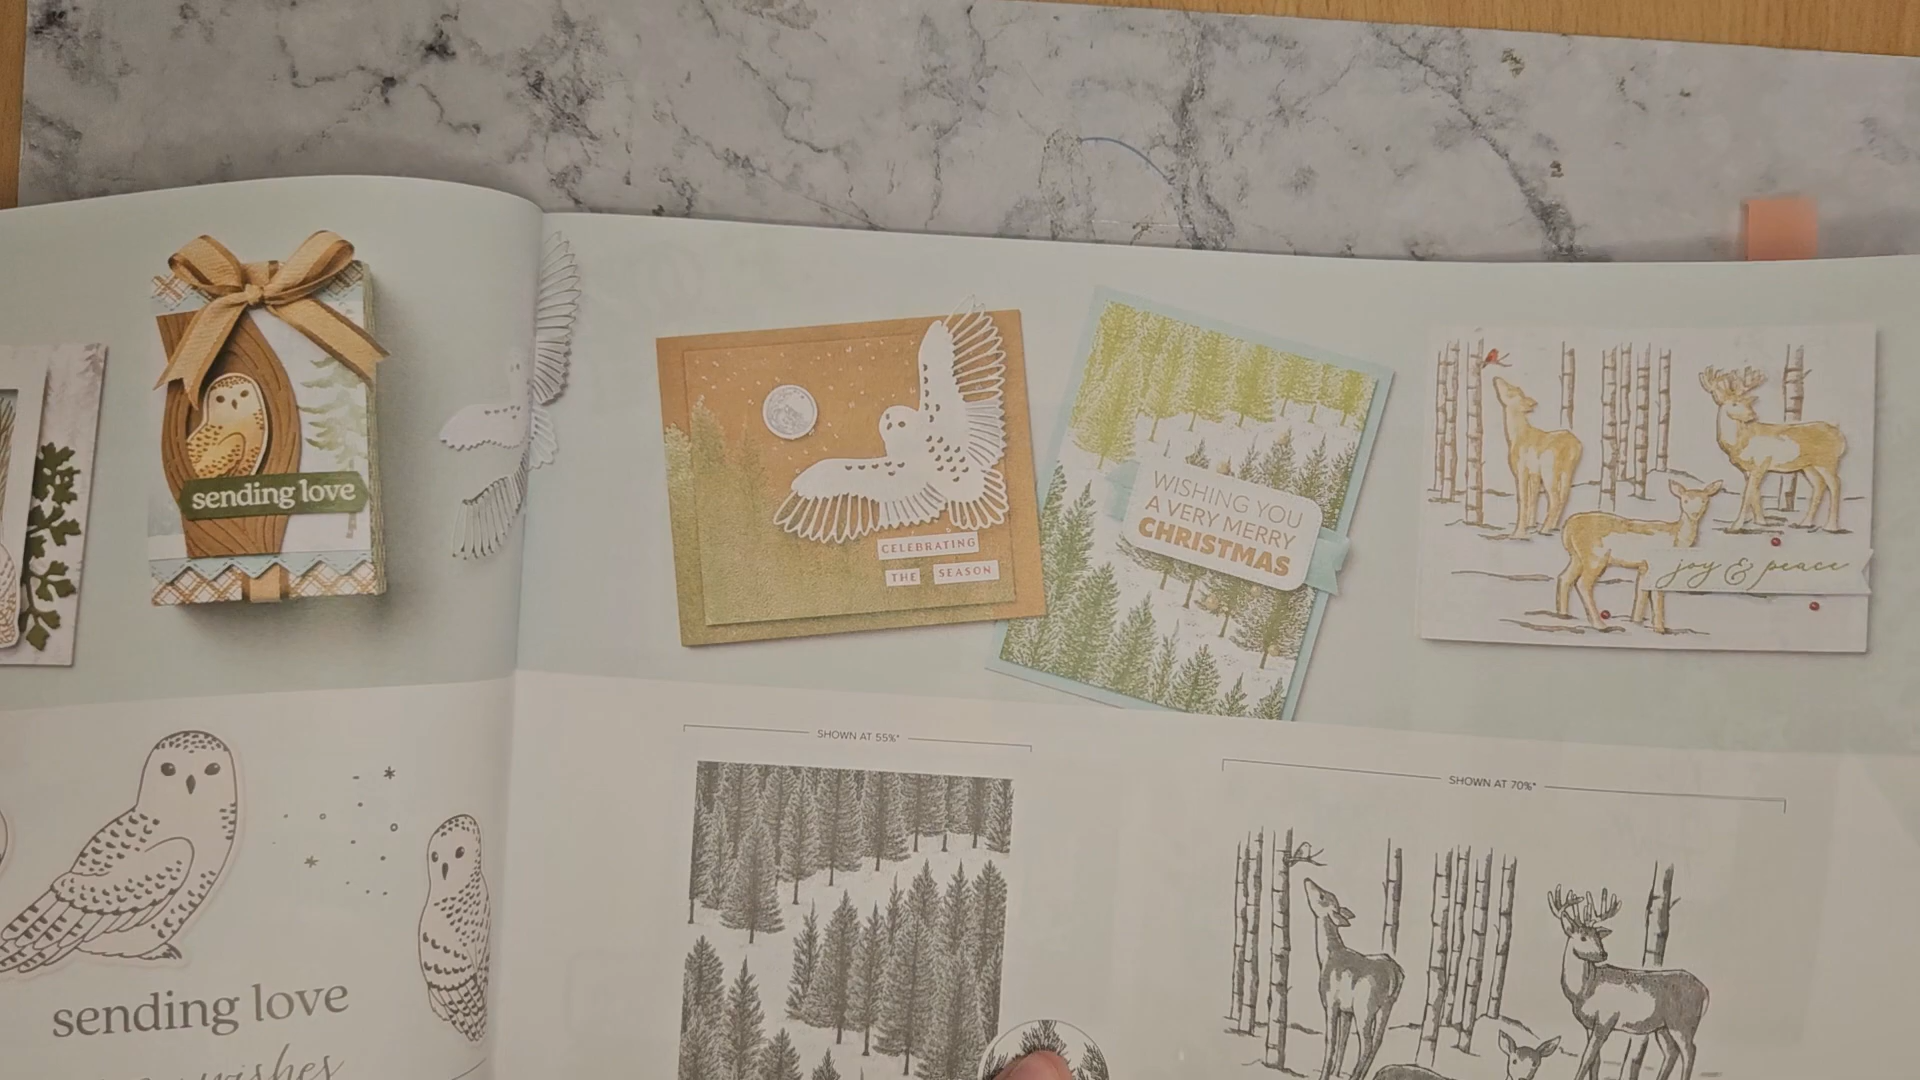 sending love
CELEBRATING
THE SEASON
WISHING YOU
A VERY MERRY
CHRISTMAS
joy & peace
SHOWN AT 55%*
SHOWN AT 70%*
sending love
wishes